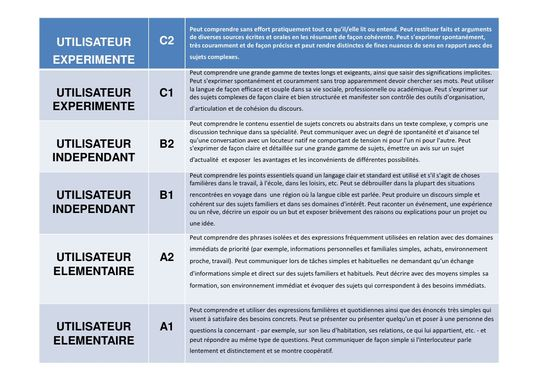 UTILISATEUR
EXPERIMENTE
C2
Peut comprendre sans effort pratiquement tout ce qu'il/elle lit ou entend. Peut restituer faits et arguments
de diverses sources écrites et orales en les résumant de façon cohérente. Peut s'exprimer spontanément,
très couramment et de façon précise et peut rendre distinctes de fines nuances de sens en rapport avec des
sujets complexes.
UTILISATEUR
EXPERIMENTE
C1
Peut comprendre une grande gamme de textes longs et exigeants, ainsi que saisir des significations implicites.
Peut s'exprimer spontanément et couramment sans trop apparemment devoir chercher ses mots. Peut utiliser
la langue de façon efficace et souple dans sa vie sociale, professionnelle ou académique. Peut s'exprimer sur
des sujets complexes de façon claire et bien structurée et manifester son contrôle des outils d'organisation,
d'articulation et de cohésion du discours.
UTILISATEUR
INDEPENDANT
B2
Peut comprendre le contenu essentiel de sujets concrets ou abstraits dans un texte complexe, y compris une
discussion technique dans sa spécialité. Peut communiquer avec un degré de spontanéité et d'aisance tel
qu'une conversation avec un locuteur natif ne comportant de tension ni pour l'un ni pour l'autre. Peut
s'exprimer de façon claire et détaillée sur une grande gamme de sujets, émettre un avis sur un sujet
d'actualité et exposer les avantages et les inconvénients de différentes possibilités.
UTILISATEUR
INDEPENDANT
B1
Peut comprendre les points essentiels quand un langage clair et standard est utilisé et s'il s'agit de choses
familières dans le travail, à l'école, dans les loisirs, etc. Peut se débrouiller dans la plupart des situations
rencontrées en voyage dans une région où la langue cible est parlée. Peut produire un discours simple et
cohérent sur des sujets familiers et dans ses domaines d'intérêt. Peut raconter un événement, une expérience
ou un rêve, décrire un espoir ou un but et exposer brièvement des raisons ou explications pour un projet ou
une idée.
UTILISATEUR
ELEMENTAIRE
A2
Peut comprendre des phrases isolées et des expressions fréquemment utilisées en relation avec des domaines
immédiats de priorité (par exemple, informations personnelles et familiales simples, achats, environnement
proche, travail). Peut communiquer lors de tâches simples et habituelles ne demandant qu'un échange
d'informations simple et direct sur des sujets familiers et habituels. Peut décrire avec des moyens simples sa
formation, son environnement immédiat et évoquer des sujets qui correspondent à des besoins immédiats.
UTILISATEUR
ELEMENTAIRE
A1
Peut comprendre et utiliser des expressions familières et quotidiennes ainsi que des énoncés très simples qui
visent à satisfaire des besoins concrets. Peut se présenter ou présenter quelqu'un et poser à une personne des
questions la concernant - par exemple, sur son lieu d'habitation, ses relations, ce qui lui appartient, etc. - et
peut répondre au même type de questions. Peut communiquer de façon simple si l'interlocuteur parle
lentement et distinctement et se montre coopératif.